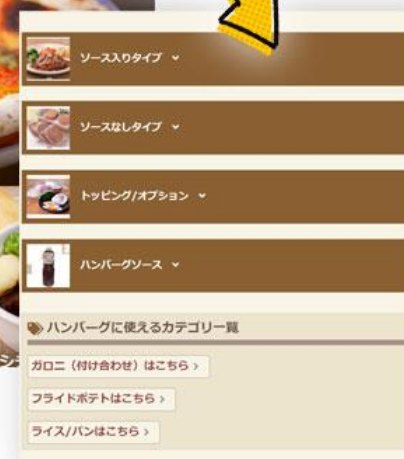 ソース入りタイプ
ソースなしタイプ
トッピング/オプション
ハンバーグソース
ハンバーグに使えるカテゴリ一覧
ガロニ（付け合わせ）はこちら ›
フライドポテトはこちら ›
ライス/パンはこちら ›